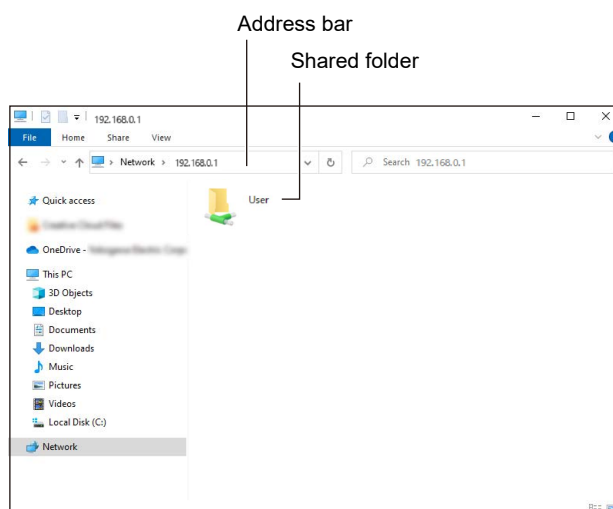 Address bar
Shared folder
192.168.0.1
File Home Share View
Network 192.168.0.1 Search 192.168.0.1
Quick access
User
OneDrive -
This PC
3D Objects
Desktop
Documents
Downloads
Music
Pictures
Videos
Local Disk (C:)
Network